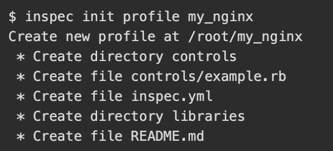 $ inspec init profile my_nginx
Create new profile at /root/my_nginx
* Create directory controls
* Create file controls/example.rb
* Create file inspec.yml
* Create directory libraries
* Create file README.md